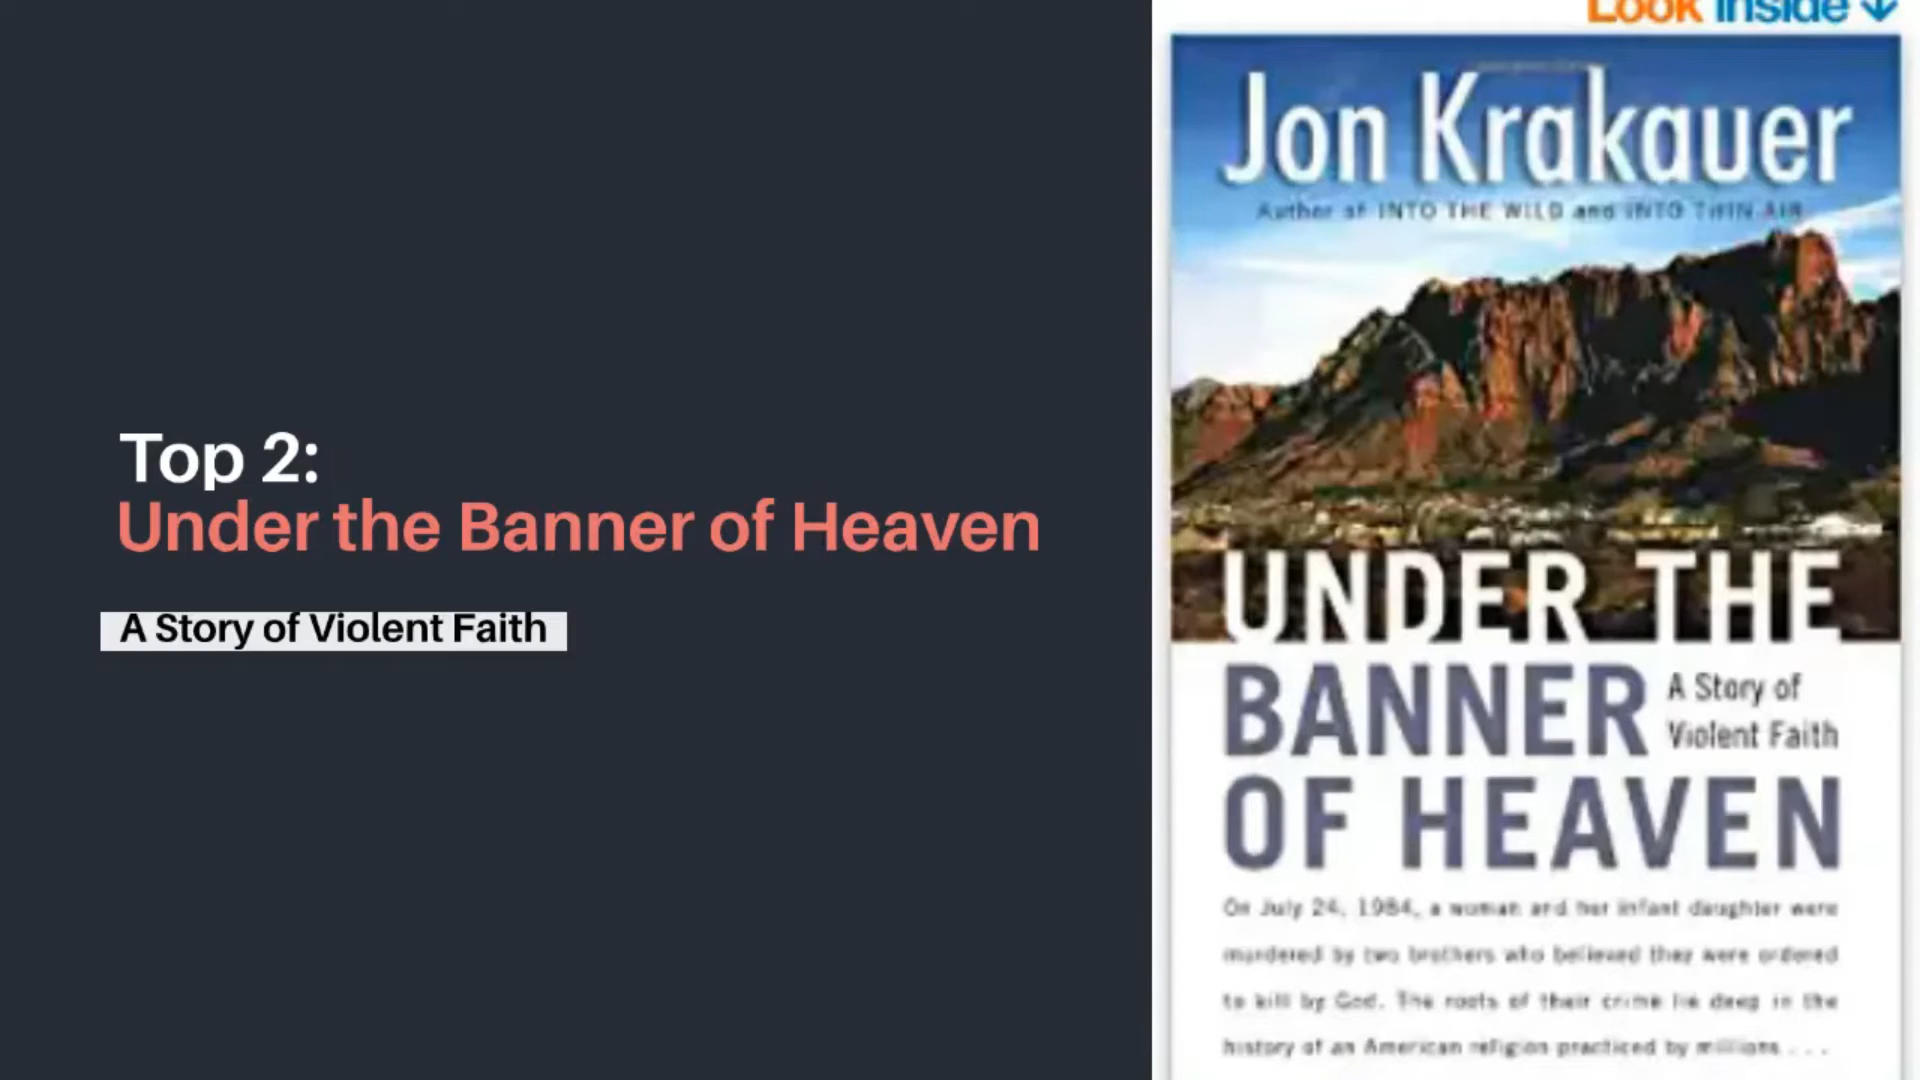 Top 2:
Under the Banner of Heaven
A Story of Violent Faith
Look Inside
Jon Krakauer
Author of INTO THE WILD and INTO THIN AIR
UNDER THE
BANNER
A Story of
Violent Faith
OF HEAVEN
On July 24, 1984, a woman and her infant daughter were
murdered by two brothers who believed they were ordered
to kill by God. The roots of their crime lie deep in the
history of an American religion practiced by millions . . .